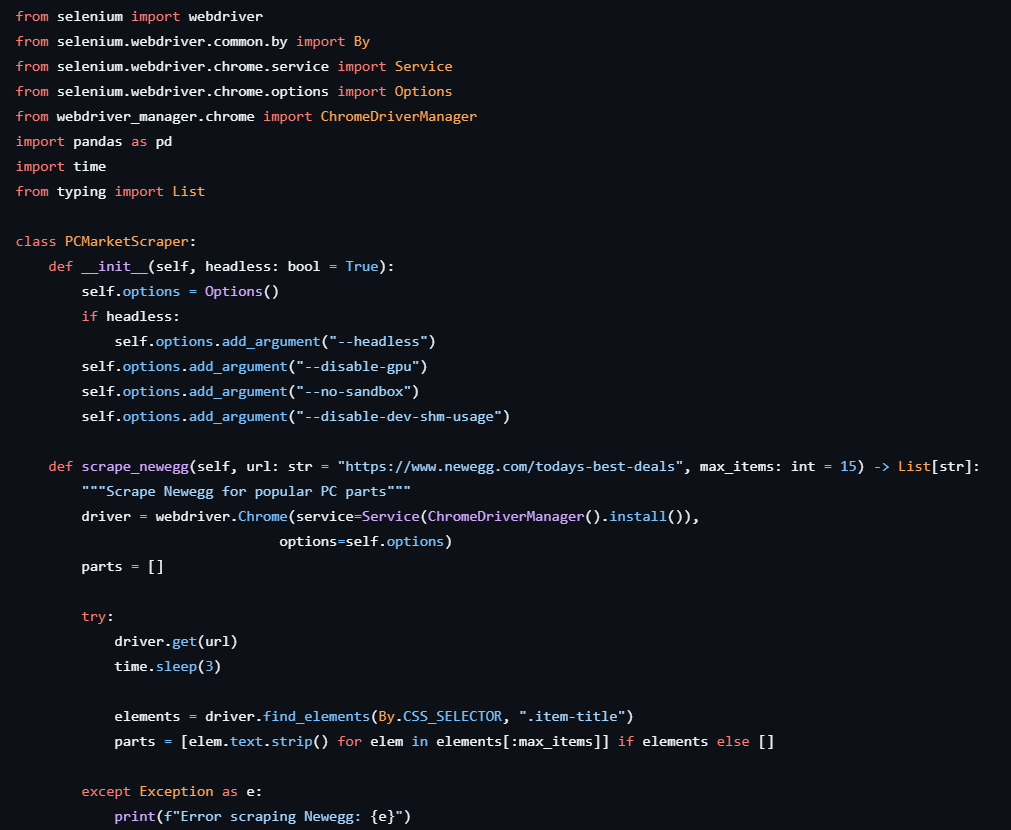 from selenium import webdriver
from selenium.webdriver.common.by import By
from selenium.webdriver.chrome.service import Service
from selenium.webdriver.chrome.options import Options
from webdriver_manager.chrome import ChromeDriverManager
import pandas as pd
import time
from typing import List

class PCMarketScraper:
    def __init__(self, headless: bool = True):
        self.options = Options()
        if headless:
            self.options.add_argument("--headless")
        self.options.add_argument("--disable-gpu")
        self.options.add_argument("--no-sandbox")
        self.options.add_argument("--disable-dev-shm-usage")

    def scrape_newegg(self, url: str = "https://www.newegg.com/todays-best-deals", max_items: int = 15) -> List[str]:
        """Scrape Newegg for popular PC parts"""
        driver = webdriver.Chrome(service=Service(ChromeDriverManager().install()),
                                options=self.options)
        parts = []

        try:
            driver.get(url)
            time.sleep(3)

            elements = driver.find_elements(By.CSS_SELECTOR, ".item-title")
            parts = [elem.text.strip() for elem in elements[:max_items]] if elements else []

        except Exception as e:
            print(f"Error scraping Newegg: {e}")